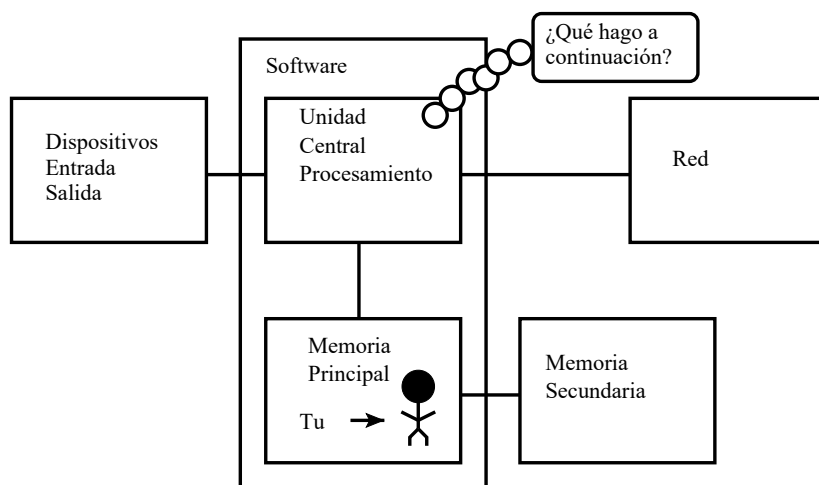 ¿Qué hago a
continuación?
Software
Unidad
Central
Procesamiento
Dispositivos
Entrada
Salida
Red
Memoria
Principal
Tu
Memoria
Secundaria